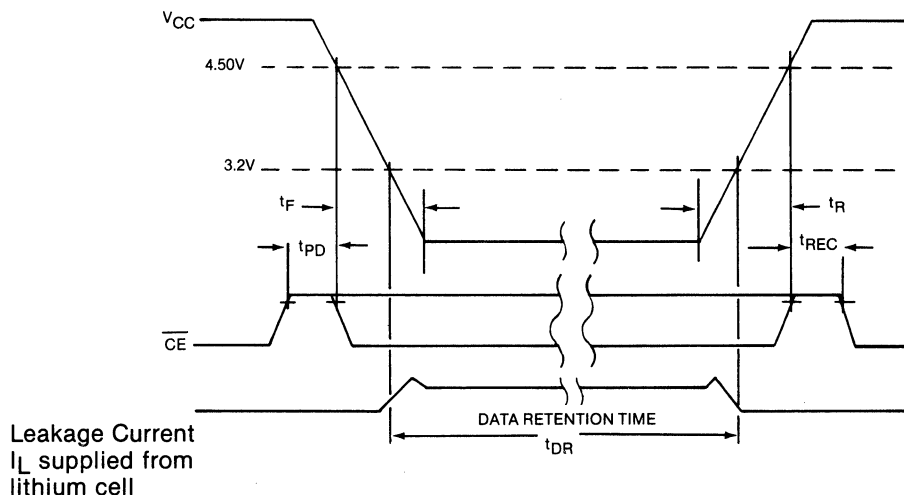 VCC
4.50V
3.2V
tF
tR
tPD
tREC
CE
DATA RETENTION TIME
tDR
Leakage Current
IL supplied from
lithium cell